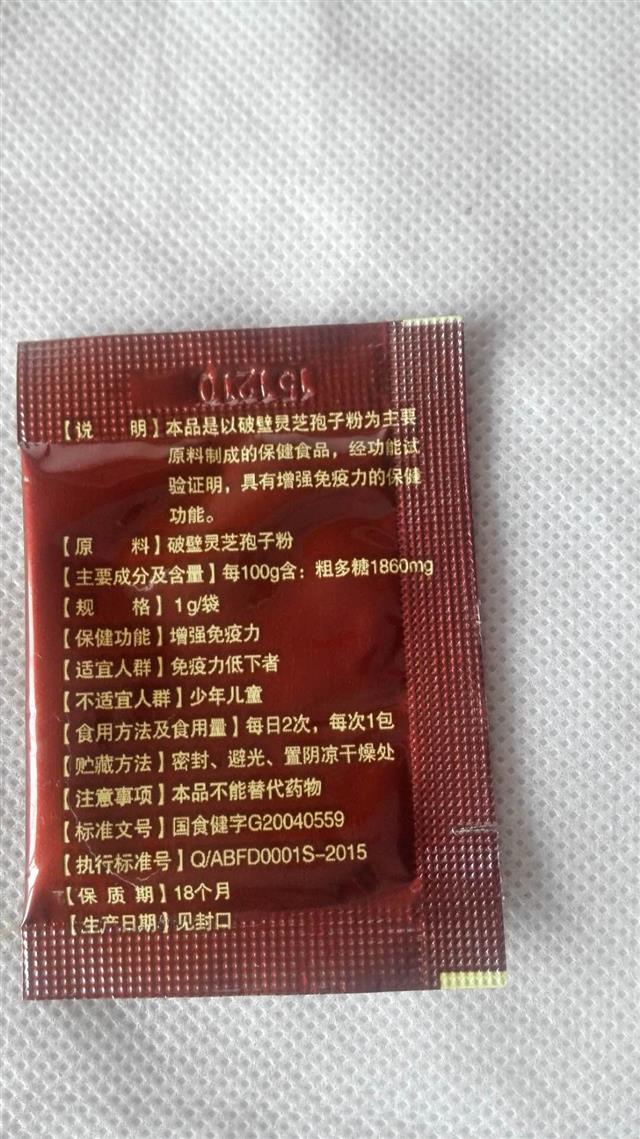 151210
【说 明】本品是以破壁灵芝孢子粉为主要
原料制成的保健食品，经功能试
验证明，具有增强免疫力的保健
功能。
【原 料】破壁灵芝孢子粉
【主要成分及含量】每100g含：粗多糖1860mg
【规 格】1g/袋
【保健功能】增强免疫力
【适宜人群】免疫力低下者
【不适宜人群】少年儿童
【食用方法及食用量】每日2次，每次1包
【贮藏方法】密封、避光、置阴凉干燥处
【注意事项】本品不能替代药物
【标准文号】国食健字G20040559
【执行标准号】Q/ABFD0001S-2015
【保 质 期】18个月
【生产日期】见封口